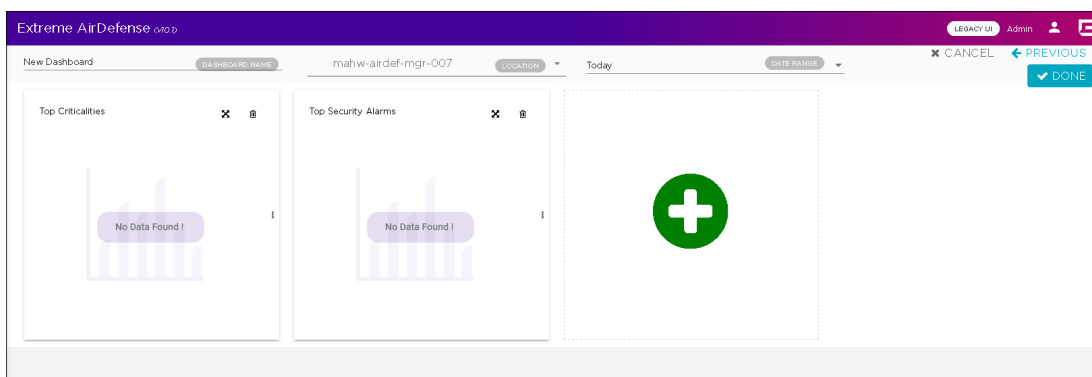 Extreme AirDefense (v10.1)
LEGACY UI Admin
New Dashboard DASHBOARD NAME mahw-airdef-mgr-007 LOCATION Today DATE RANGE
CANCEL PREVIOUS
DONE
Top Criticalities
No Data Found !
Top Security Alarms
No Data Found !